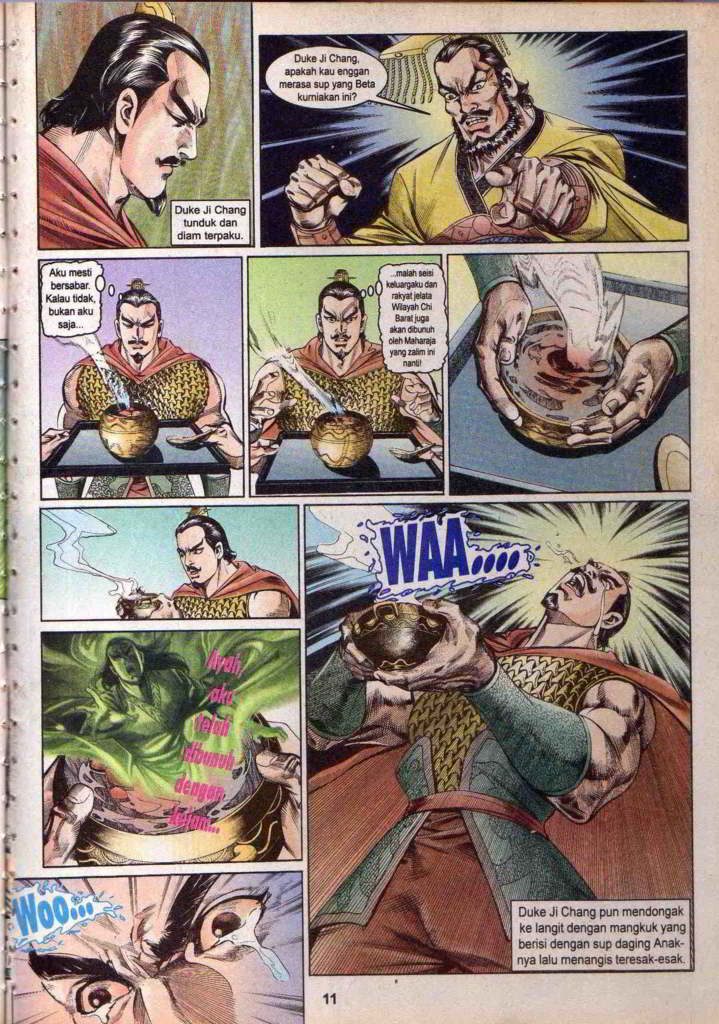 Duke Ji Chang
tunduk dan
diam terpaku.
Duke Ji Chang,
apakah kau enggan
merasa sup yang Beta
kurniakan ini?
Aku mesti
bersabar.
Kalau tidak,
bukan aku
saja...
...malah seisi
keluargaku dan
rakyat jelata
Wilayah Chi
Barat juga
akan dibunuh
oleh Maharaja
yang zalim ini
nanti!
Ayah,
aku
telah
dibunuh
dengan
kejam...
WOO....
WAA....
Duke Ji Chang pun mendongak
ke langit dengan mangkuk yang
berisi dengan sup daging Anak-
nya lalu menangis teresak-esak.
11